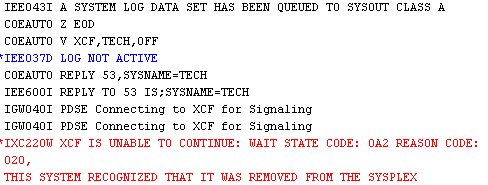 IEE043I A SYSTEM LOG DATA SET HAS BEEN QUEUED TO SYSOUT CLASS A
COEAUTO Z EOD
COEAUTO V XCF,TECH,OFF
*IEE037D LOG NOT ACTIVE
COEAUTO REPLY 53,SYSNAME=TECH
IEE600I REPLY TO 53 IS;SYSNAME=TECH
IGW040I PDSE Connecting to XCF for Signaling
IGW040I PDSE Connecting to XCF for Signaling
*IXC220W XCF IS UNABLE TO CONTINUE: WAIT STATE CODE: 0A2 REASON CODE:
020,
THIS SYSTEM RECOGNIZED THAT IT WAS REMOVED FROM THE SYSPLEX